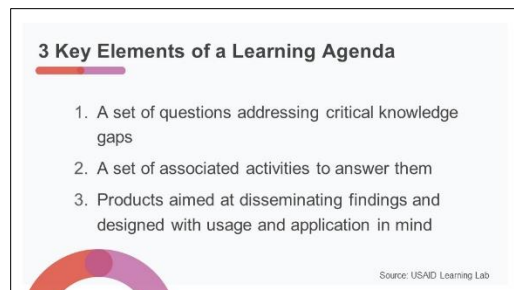 3 Key Elements of a Learning Agenda
1. A set of questions addressing critical knowledge
gaps
2. A set of associated activities to answer them
3. Products aimed at disseminating findings and
designed with usage and application in mind
Source: USAID Learning Lab